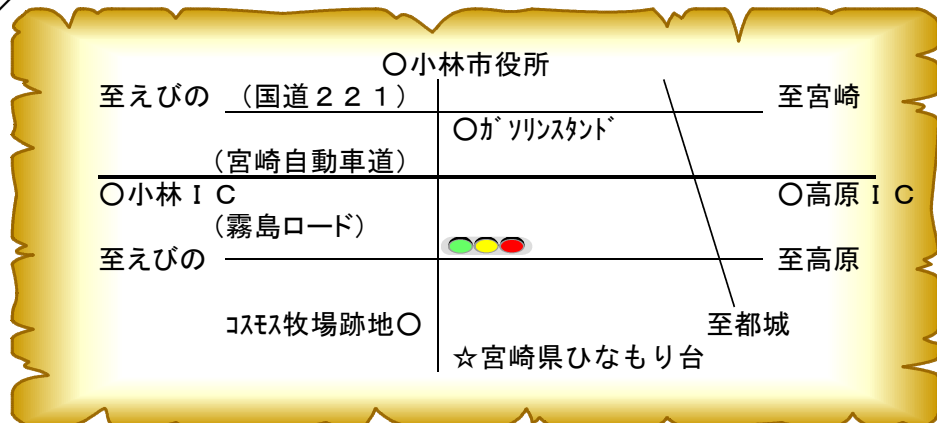 〇小林市役所
至えびの （国道２２１） 至宮崎
〇ｶﾞｿﾘﾝｽﾀﾝﾄﾞ
（宮崎自動車道）
〇小林ＩＣ 〇高原ＩＣ
（霧島ロード）
至えびの 至高原
ｺｽﾓｽ牧場跡地〇 至都城
☆宮崎県ひなもり台